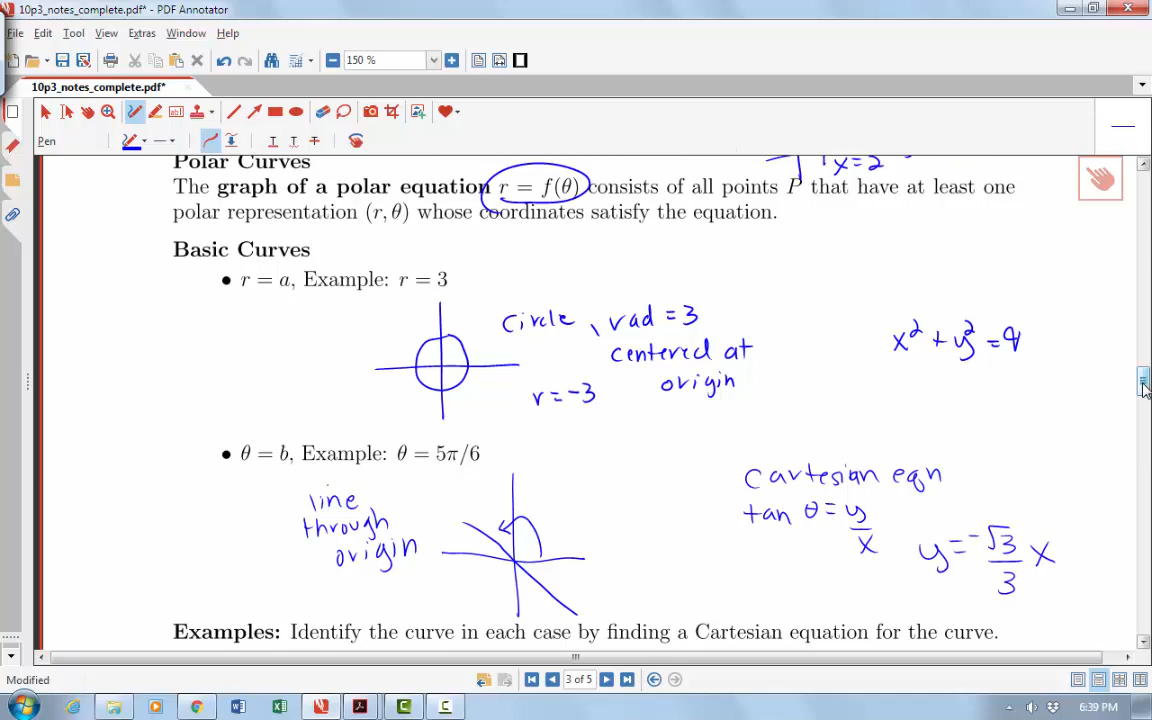 10p3_notes_complete.pdf* - PDF Annotator
File Edit Tool View Extras Window Help
150 %
10p3_notes_complete.pdf*
Pen
x=2
Polar Curves
The graph of a polar equation r = f(θ) consists of all points P that have at least one
polar representation (r, θ) whose coordinates satisfy the equation.
Basic Curves
• r = a, Example: r = 3
circle, rad = 3
centered at
origin
r = -3
x² + y² = 9
• θ = b, Example: θ = 5π/6
line
through
origin
Cartesian eqn
tan θ = y/x
y = -√3/3 x
Examples: Identify the curve in each case by finding a Cartesian equation for the curve.
3 of 5
Modified
6:39 PM